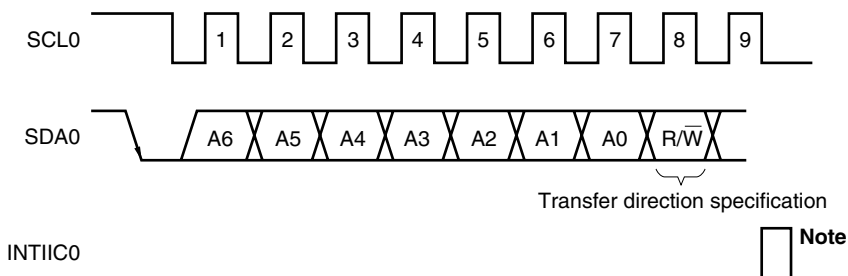 SCL0 1 2 3 4 5 6 7 8 9
SDA0 A6 A5 A4 A3 A2 A1 A0 R/W̅
Transfer direction specification
INTIIC0 Note